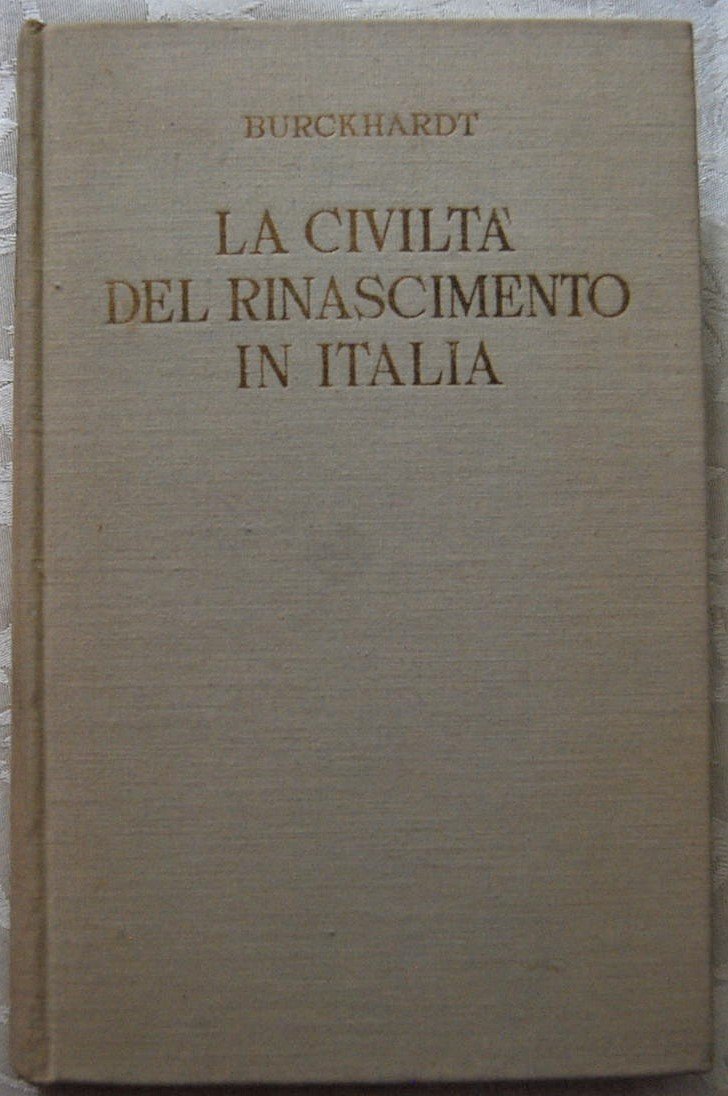 BURCKHARDT
LA CIVILTA'
DEL RINASCIMENTO
IN ITALIA